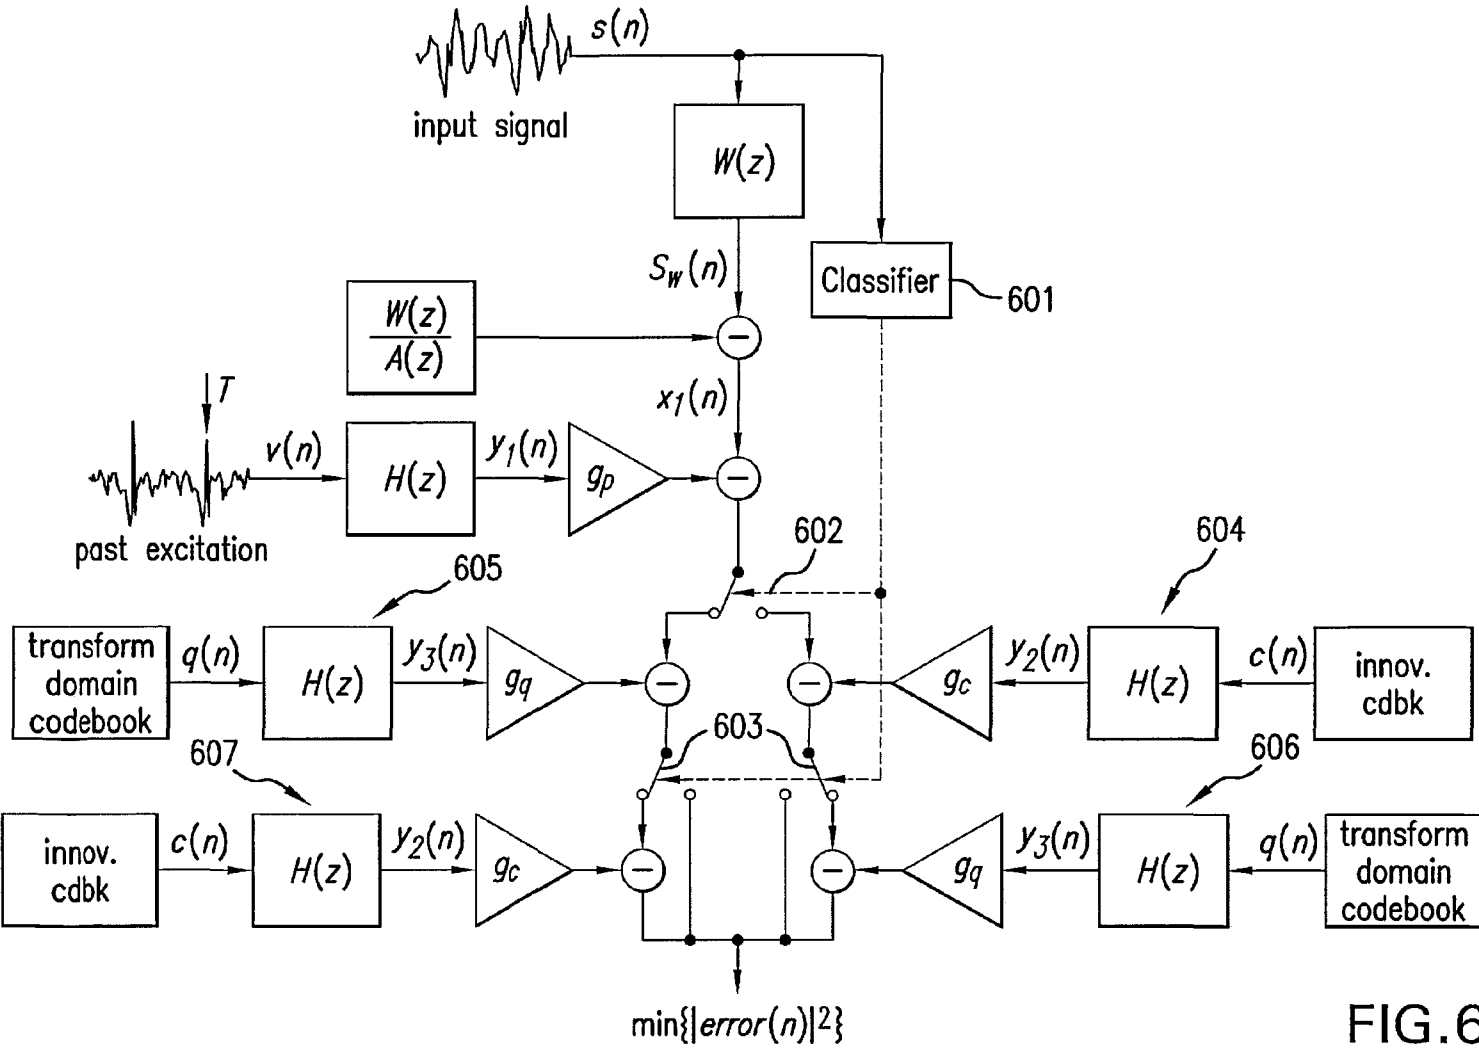 s(n)
input signal
W(z)
S_w(n)
Classifier
601
W(z)
A(z)
x_1(n)
T
v(n)
H(z)
y_1(n)
g_p
past excitation
602
604
605
transform
domain
codebook
q(n)
H(z)
y_3(n)
g_q
g_c
y_2(n)
H(z)
c(n)
innov.
cdbk
603
607
606
innov.
cdbk
c(n)
H(z)
y_2(n)
g_c
g_q
y_3(n)
H(z)
q(n)
transform
domain
codebook
min{|error(n)|²}
FIG.6